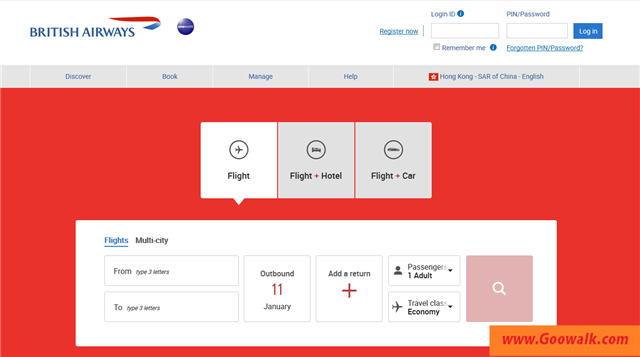 Login ID
PIN/Password
BRITISH AIRWAYS
Register now
Log in
Remember me
Forgotten PIN/Password?
Discover
Book
Manage
Help
Hong Kong - SAR of China - English
Flight
Flight + Hotel
Flight + Car
Flights
Multi-city
From type 3 letters
To type 3 letters
Outbound
11
January
Add a return
+
Passengers
1 Adult
Travel class
Economy
www.Goowalk.com